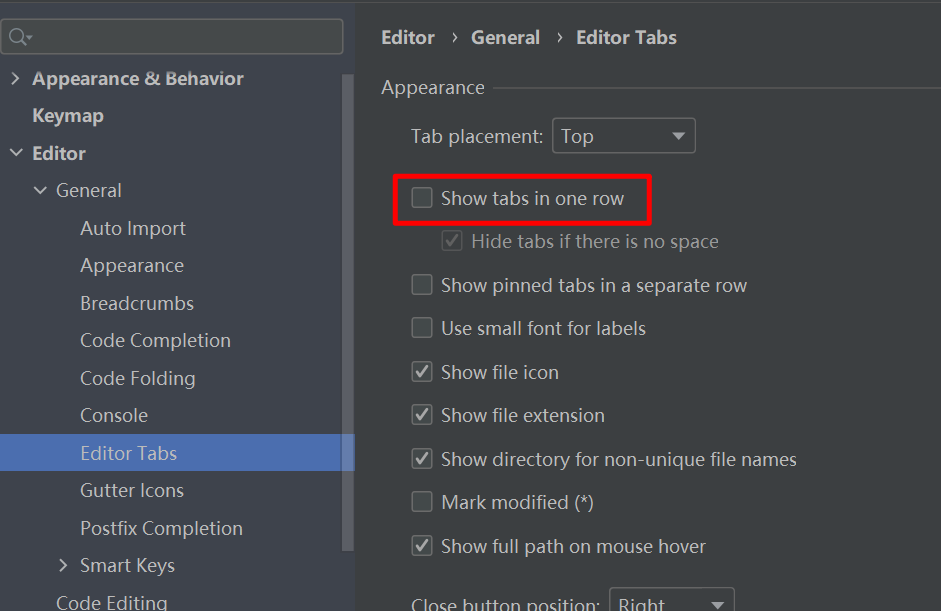 Appearance & Behavior
Keymap
Editor
General
Auto Import
Appearance
Breadcrumbs
Code Completion
Code Folding
Console
Editor Tabs
Gutter Icons
Postfix Completion
Smart Keys
Code Editing
Editor › General › Editor Tabs
Appearance
Tab placement: Top
Show tabs in one row
Hide tabs if there is no space
Show pinned tabs in a separate row
Use small font for labels
Show file icon
Show file extension
Show directory for non-unique file names
Mark modified (*)
Show full path on mouse hover
Close button position: Right